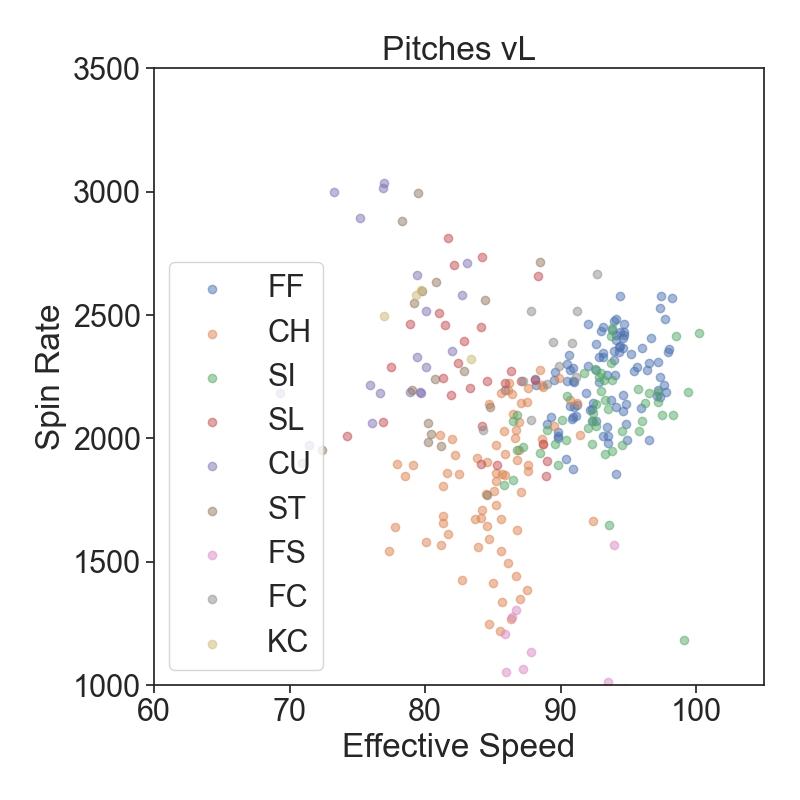 Pitches vL
3500
3000
2500
2000
1500
1000
Spin Rate
FF
CH
SI
SL
CU
ST
FS
FC
KC
60 70 80 90 100
Effective Speed